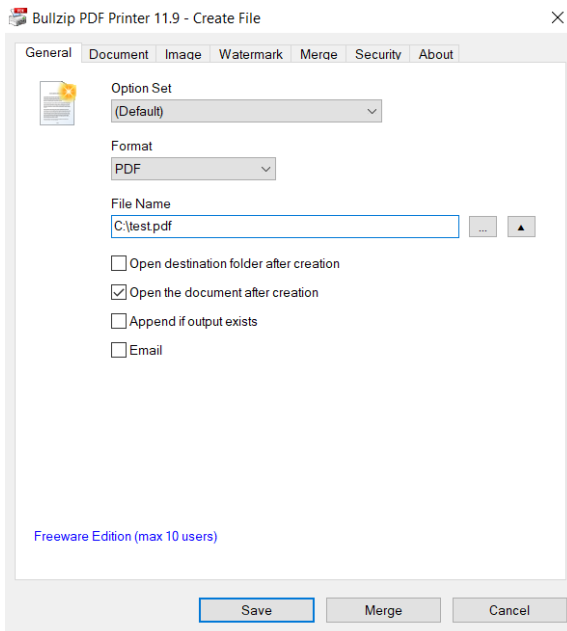 Bullzip PDF Printer 11.9 - Create File
General Document Image Watermark Merge Security About
Option Set
(Default)
Format
PDF
File Name
C:\test.pdf
...
Open destination folder after creation
Open the document after creation
Append if output exists
Email
Freeware Edition (max 10 users)
Save Merge Cancel